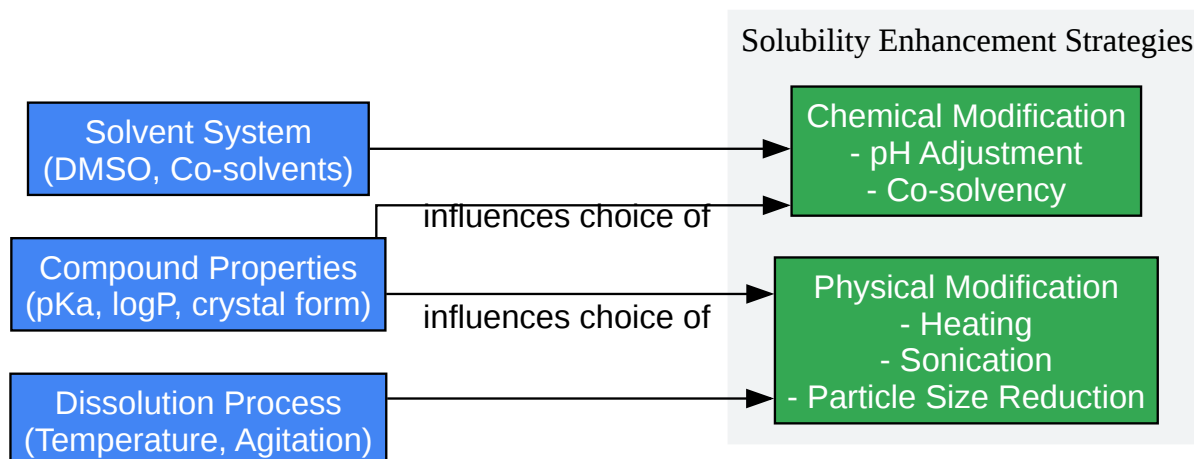 Solubility Enhancement Strategies
Solvent System
(DMSO, Co-solvents)
Chemical Modification
- pH Adjustment
- Co-solvency
influences choice of
Compound Properties
(pKa, logP, crystal form)
influences choice of
Physical Modification
- Heating
- Sonication
- Particle Size Reduction
Dissolution Process
(Temperature, Agitation)